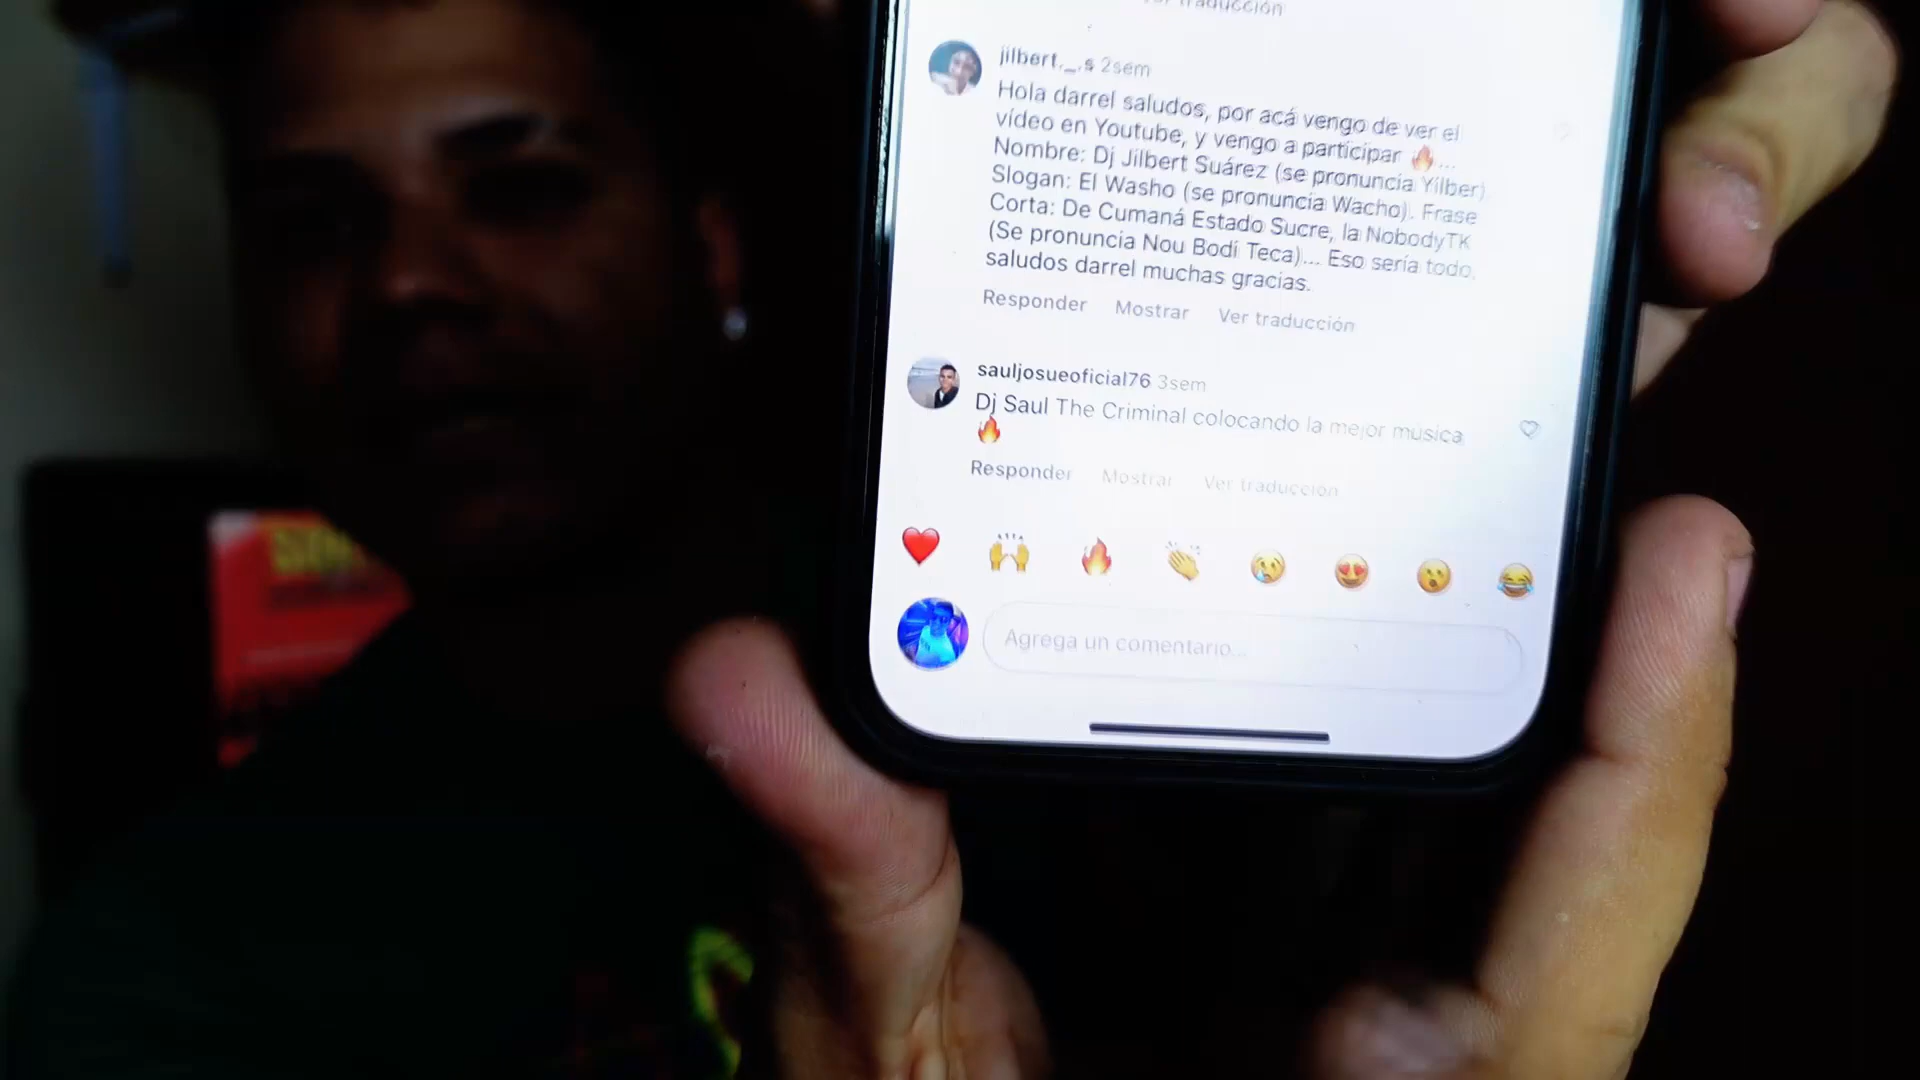 Ver traducción
jilbert._.s 2sem
Hola darrel saludos, por acá vengo de ver el
vídeo en Youtube, y vengo a participar 🔥...
Nombre: Dj Jilbert Suárez (se pronuncia Yilber).
Slogan: El Washo (se pronuncia Wacho). Frase
Corta: De Cumaná Estado Sucre, la NobodyTK
(Se pronuncia Nou Bodi Teca)... Eso sería todo,
saludos darrel muchas gracias.
Responder Mostrar Ver traducción
sauljosueoficial76 3sem
Dj Saul The Criminal colocando la mejor música
🔥
Responder Mostrar Ver traducción
❤️ 🙌 🔥 👏 😢 😍 😮 😂
Agrega un comentario...